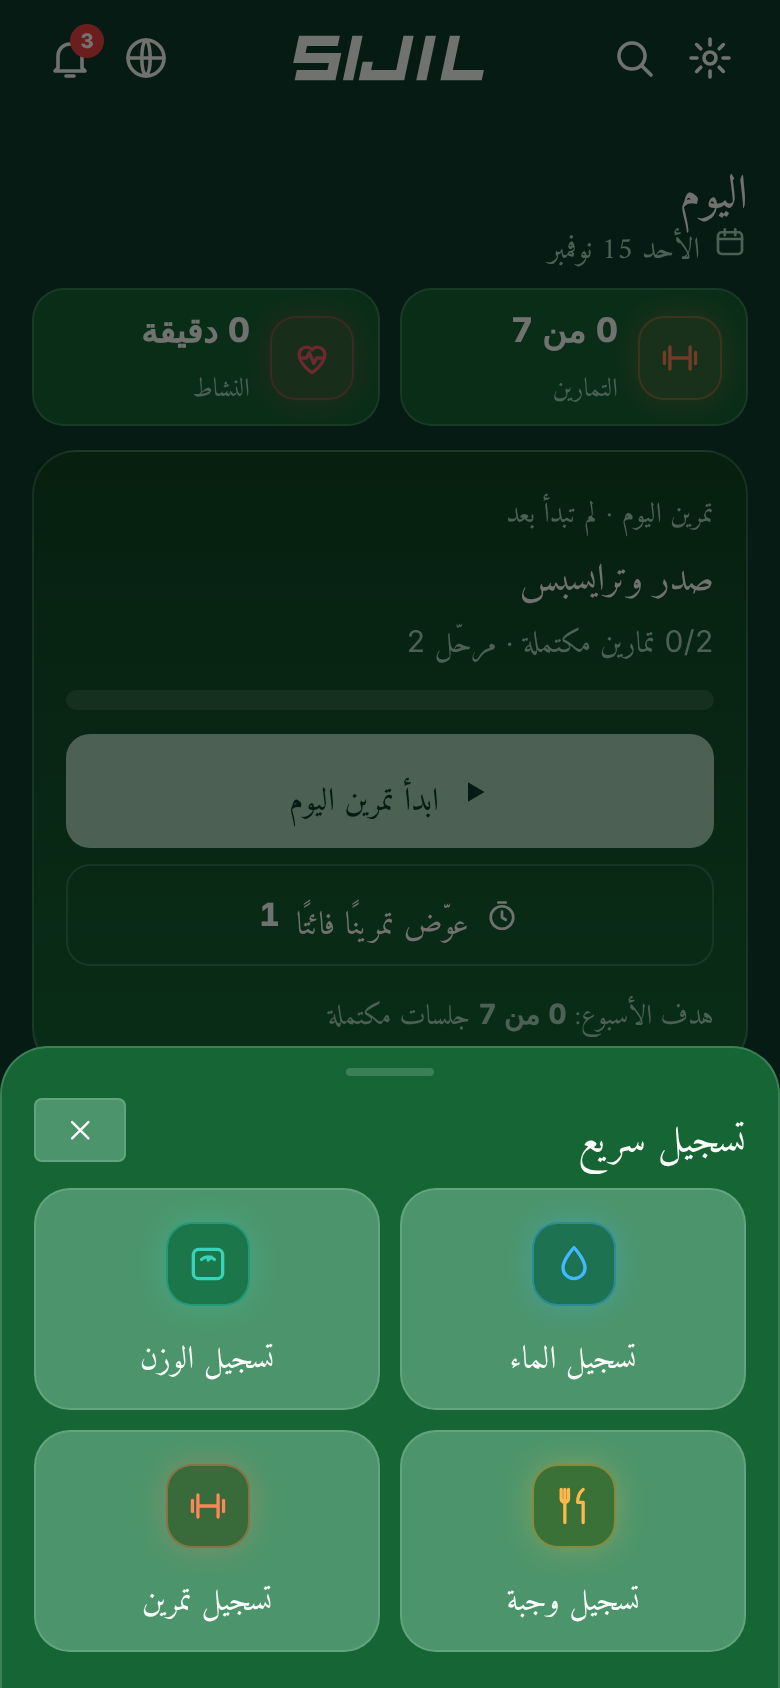 3
SIJIL
اليوم
الأحد 15 نوفمبر
0 من 7
التمارين
0 دقيقة
النشاط
تمرين اليوم · لم تبدأ بعد
صدر وترايسبس
0/2 تمارين مكتملة · مرحّل 2
ابدأ تمرين اليوم
عوّض تمرينًا فائتًا 1
هدف الأسبوع: 0 من 7 جلسات مكتملة
تسجيل سريع
تسجيل الماء
تسجيل الوزن
تسجيل وجبة
تسجيل تمرين